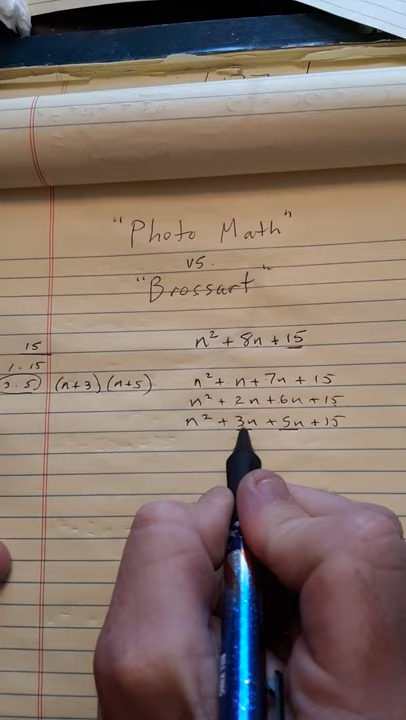 "Photo Math"
vs.
"Brossart"
n² + 8n + 15
15
1.15
3.5 (n+3)(n+5)
n² + n + 7n + 15
n² + 2n + 6n + 15
n² + 3n + 5n + 15